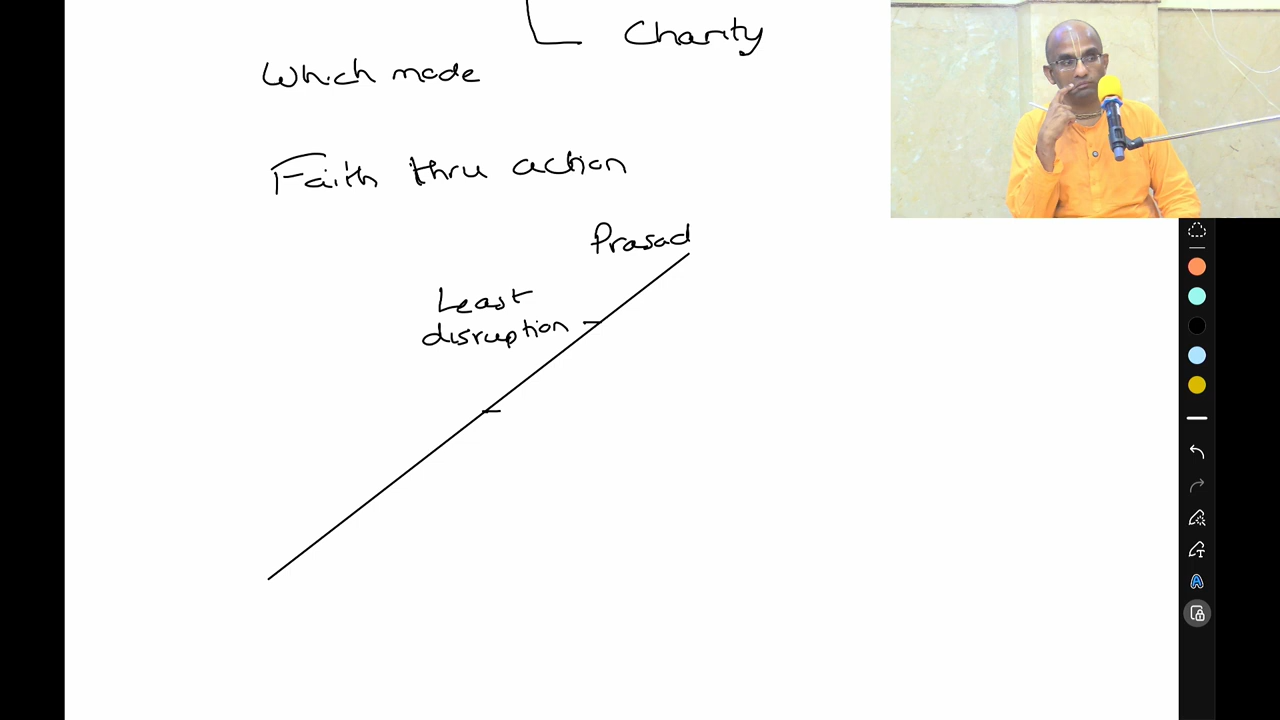 Charity
Which mode
Faith thru action
Prasad
Least
disruption